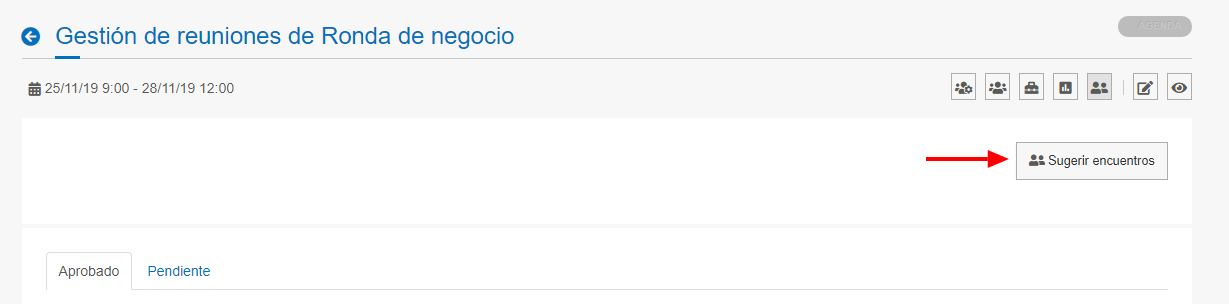 Gestión de reuniones de Ronda de negocio
AGENDA
25/11/19 9:00 - 28/11/19 12:00
Sugerir encuentros
Aprobado
Pendiente